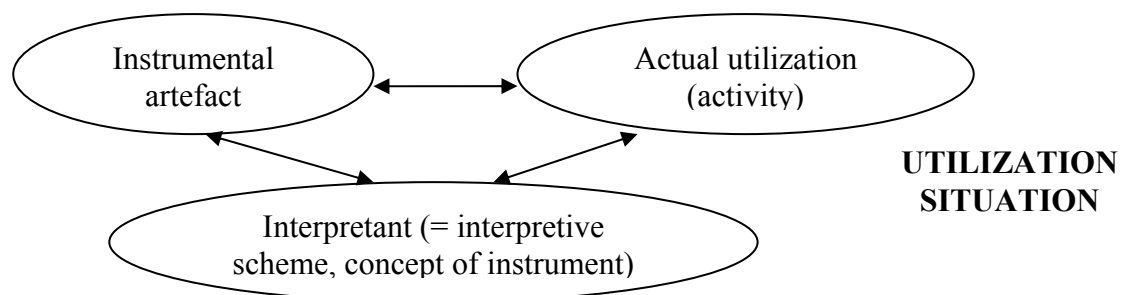 Instrumental
artefact
Actual utilization
(activity)
UTILIZATION
SITUATION
Interpretant (= interpretive
scheme, concept of instrument)